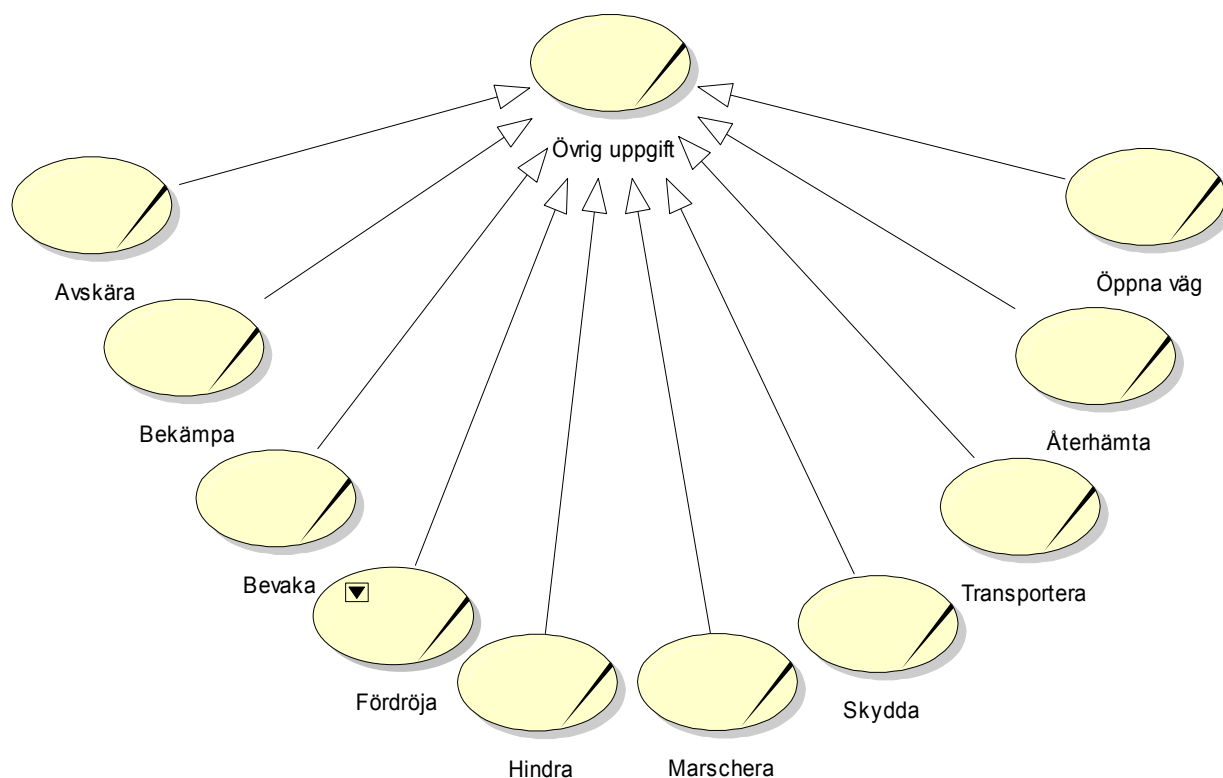 Övrig uppgift
Avskära
Öppna väg
Bekämpa
Återhämta
Bevaka
Transportera
Fördröja
Skydda
Hindra
Marschera